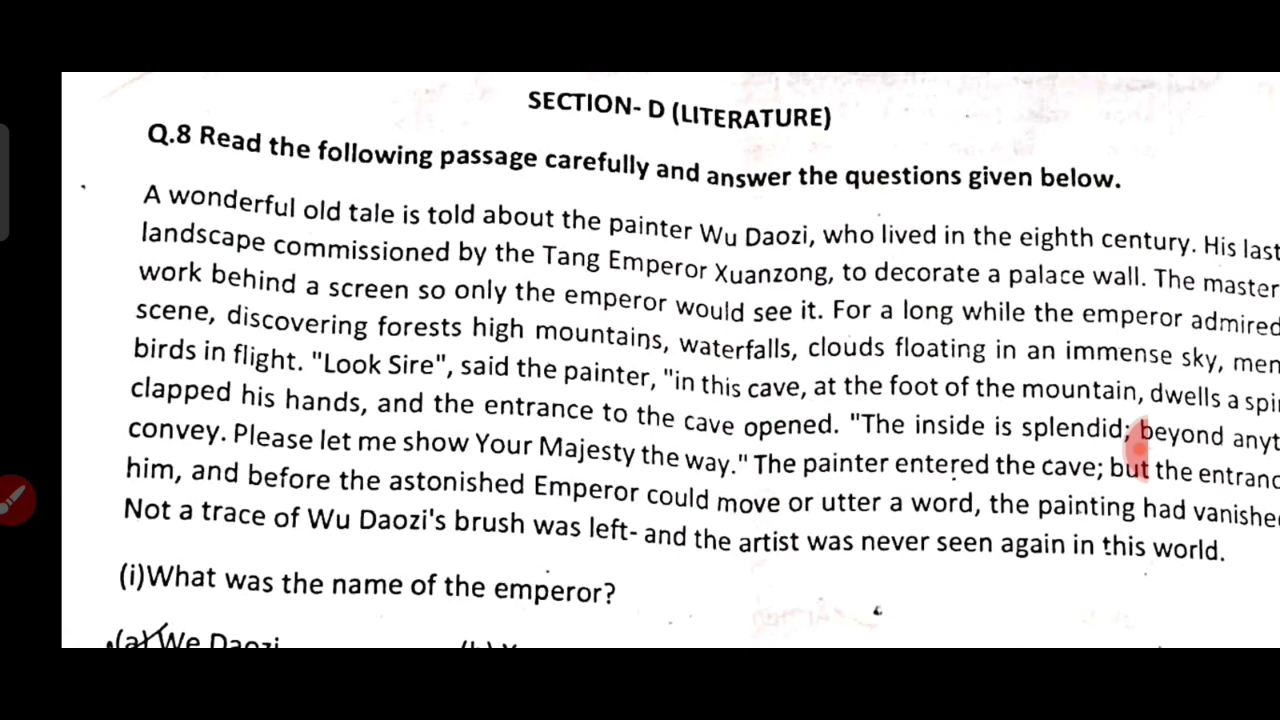 SECTION- D (LITERATURE)
Q.8 Read the following passage carefully and answer the questions given below.
A wonderful old tale is told about the painter Wu Daozi, who lived in the eighth century. His last
landscape commissioned by the Tang Emperor Xuanzong, to decorate a palace wall. The master
work behind a screen so only the emperor would see it. For a long while the emperor admired
scene, discovering forests high mountains, waterfalls, clouds floating in an immense sky, men
birds in flight. "Look Sire", said the painter, "in this cave, at the foot of the mountain, dwells a
clapped his hands, and the entrance to the cave opened. "The inside is splendid; beyond
convey. Please let me show Your Majesty the way." The painter entered the cave; but the
him, and before the astonished Emperor could move or utter a word, the painting had
Not a trace of Wu Daozi's brush was left- and the artist was never seen again in this world.
(i)What was the name of the emperor?
(a) We Daozi